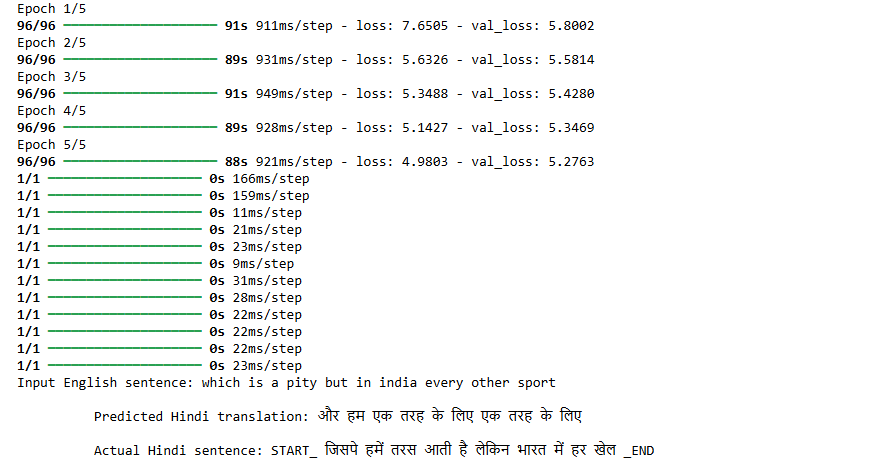 Epoch 1/5
96/96 ━━━━━━━━━━━━━━━━━━━━ 91s 911ms/step - loss: 7.6505 - val_loss: 5.8002
Epoch 2/5
96/96 ━━━━━━━━━━━━━━━━━━━━ 89s 931ms/step - loss: 5.6326 - val_loss: 5.5814
Epoch 3/5
96/96 ━━━━━━━━━━━━━━━━━━━━ 91s 949ms/step - loss: 5.3488 - val_loss: 5.4280
Epoch 4/5
96/96 ━━━━━━━━━━━━━━━━━━━━ 89s 928ms/step - loss: 5.1427 - val_loss: 5.3469
Epoch 5/5
96/96 ━━━━━━━━━━━━━━━━━━━━ 88s 921ms/step - loss: 4.9803 - val_loss: 5.2763
1/1 ━━━━━━━━━━━━━━━━━━━━ 0s 166ms/step
1/1 ━━━━━━━━━━━━━━━━━━━━ 0s 159ms/step
1/1 ━━━━━━━━━━━━━━━━━━━━ 0s 11ms/step
1/1 ━━━━━━━━━━━━━━━━━━━━ 0s 21ms/step
1/1 ━━━━━━━━━━━━━━━━━━━━ 0s 23ms/step
1/1 ━━━━━━━━━━━━━━━━━━━━ 0s 9ms/step
1/1 ━━━━━━━━━━━━━━━━━━━━ 0s 31ms/step
1/1 ━━━━━━━━━━━━━━━━━━━━ 0s 28ms/step
1/1 ━━━━━━━━━━━━━━━━━━━━ 0s 22ms/step
1/1 ━━━━━━━━━━━━━━━━━━━━ 0s 22ms/step
1/1 ━━━━━━━━━━━━━━━━━━━━ 0s 22ms/step
1/1 ━━━━━━━━━━━━━━━━━━━━ 0s 23ms/step
Input English sentence: which is a pity but in india every other sport
Predicted Hindi translation: और हम एक तरह के लिए एक तरह के लिए
Actual Hindi sentence: START_ जिसपे हमें तरस आती है लेकिन भारत में हर खेल _END